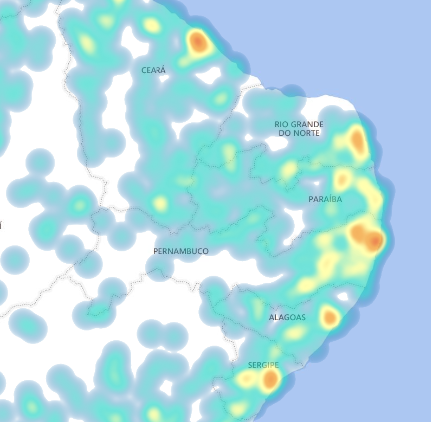 CEARÁ
RIO GRANDE
DO NORTE
PARAÍBA
PERNAMBUCO
ALAGOAS
SERGIPE